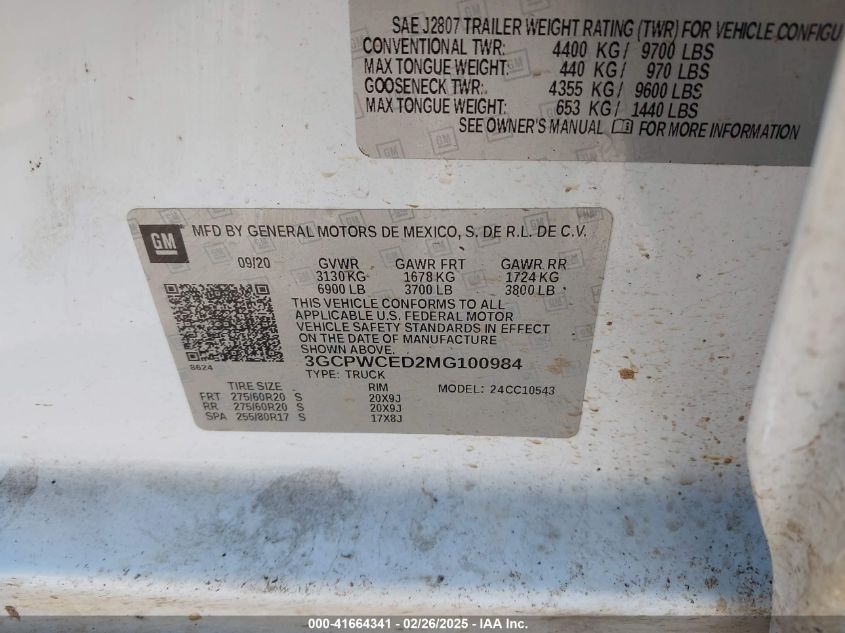 SAE J2807 TRAILER WEIGHT RATING (TWR) FOR VEHICLE CONFIGU
CONVENTIONAL TWR: 4400 KG/ 9700 LBS
MAX TONGUE WEIGHT: 440 KG/ 970 LBS
GOOSENECK TWR: 4355 KG/ 9600 LBS
MAX TONGUE WEIGHT: 653 KG/ 1440 LBS
SEE OWNER'S MANUAL FOR MORE INFORMATION
GM
MFD BY GENERAL MOTORS DE MEXICO, S. DE R.L. DE C.V.
09/20 GVWR GAWR FRT GAWR RR
3130 KG 1678 KG 1724 KG
6900 LB 3700 LB 3800 LB
THIS VEHICLE CONFORMS TO ALL
APPLICABLE U.S. FEDERAL MOTOR
VEHICLE SAFETY STANDARDS IN EFFECT
ON THE DATE OF MANUFACTURE
SHOWN ABOVE.
8624
3GCPWCED2MG100984
TYPE: TRUCK MODEL: 24CC10543
TIRE SIZE RIM
FRT 275/60R20 S 20X9J
RR 275/60R20 S 20X9J
SPA 255/80R17 S 17X8J
000-41664341 - 02/26/2025 - IAA Inc.